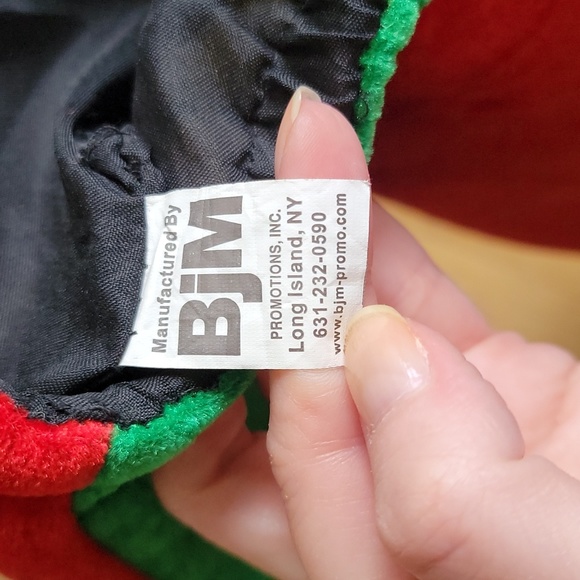 Manufactured By
BjM
PROMOTIONS, INC.
Long Island, NY
631-232-0590
www.bjm-promo.com